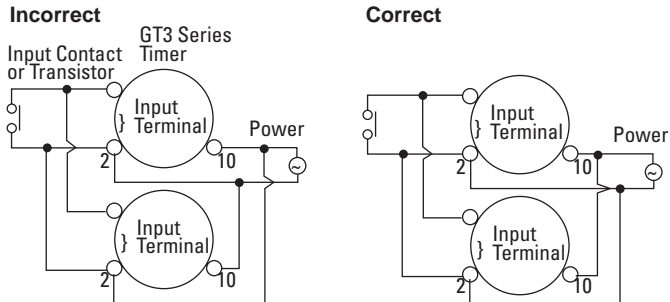 Incorrect
Input Contact
or Transistor
GT3 Series
Timer
} Input
Terminal
Power
2
10
~
} Input
Terminal
2
10
Correct
} Input
Terminal
Power
2
10
~
} Input
Terminal
2
10